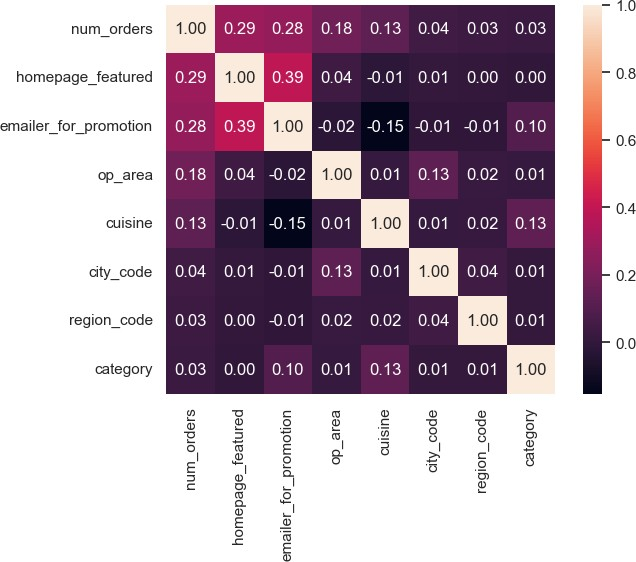 num_orders 1.00 0.29 0.28 0.18 0.13 0.04 0.03 0.03
homepage_featured 0.29 1.00 0.39 0.04 -0.01 0.01 0.00 0.00
emailer_for_promotion 0.28 0.39 1.00 -0.02 -0.15 -0.01 -0.01 0.10
op_area 0.18 0.04 -0.02 1.00 0.01 0.13 0.02 0.01
cuisine 0.13 -0.01 -0.15 0.01 1.00 0.01 0.02 0.13
city_code 0.04 0.01 -0.01 0.13 0.01 1.00 0.04 0.01
region_code 0.03 0.00 -0.01 0.02 0.02 0.04 1.00 0.01
category 0.03 0.00 0.10 0.01 0.13 0.01 0.01 1.00
num_orders
homepage_featured
emailer_for_promotion
op_area
cuisine
city_code
region_code
category
1.0
0.8
0.6
0.4
0.2
0.0